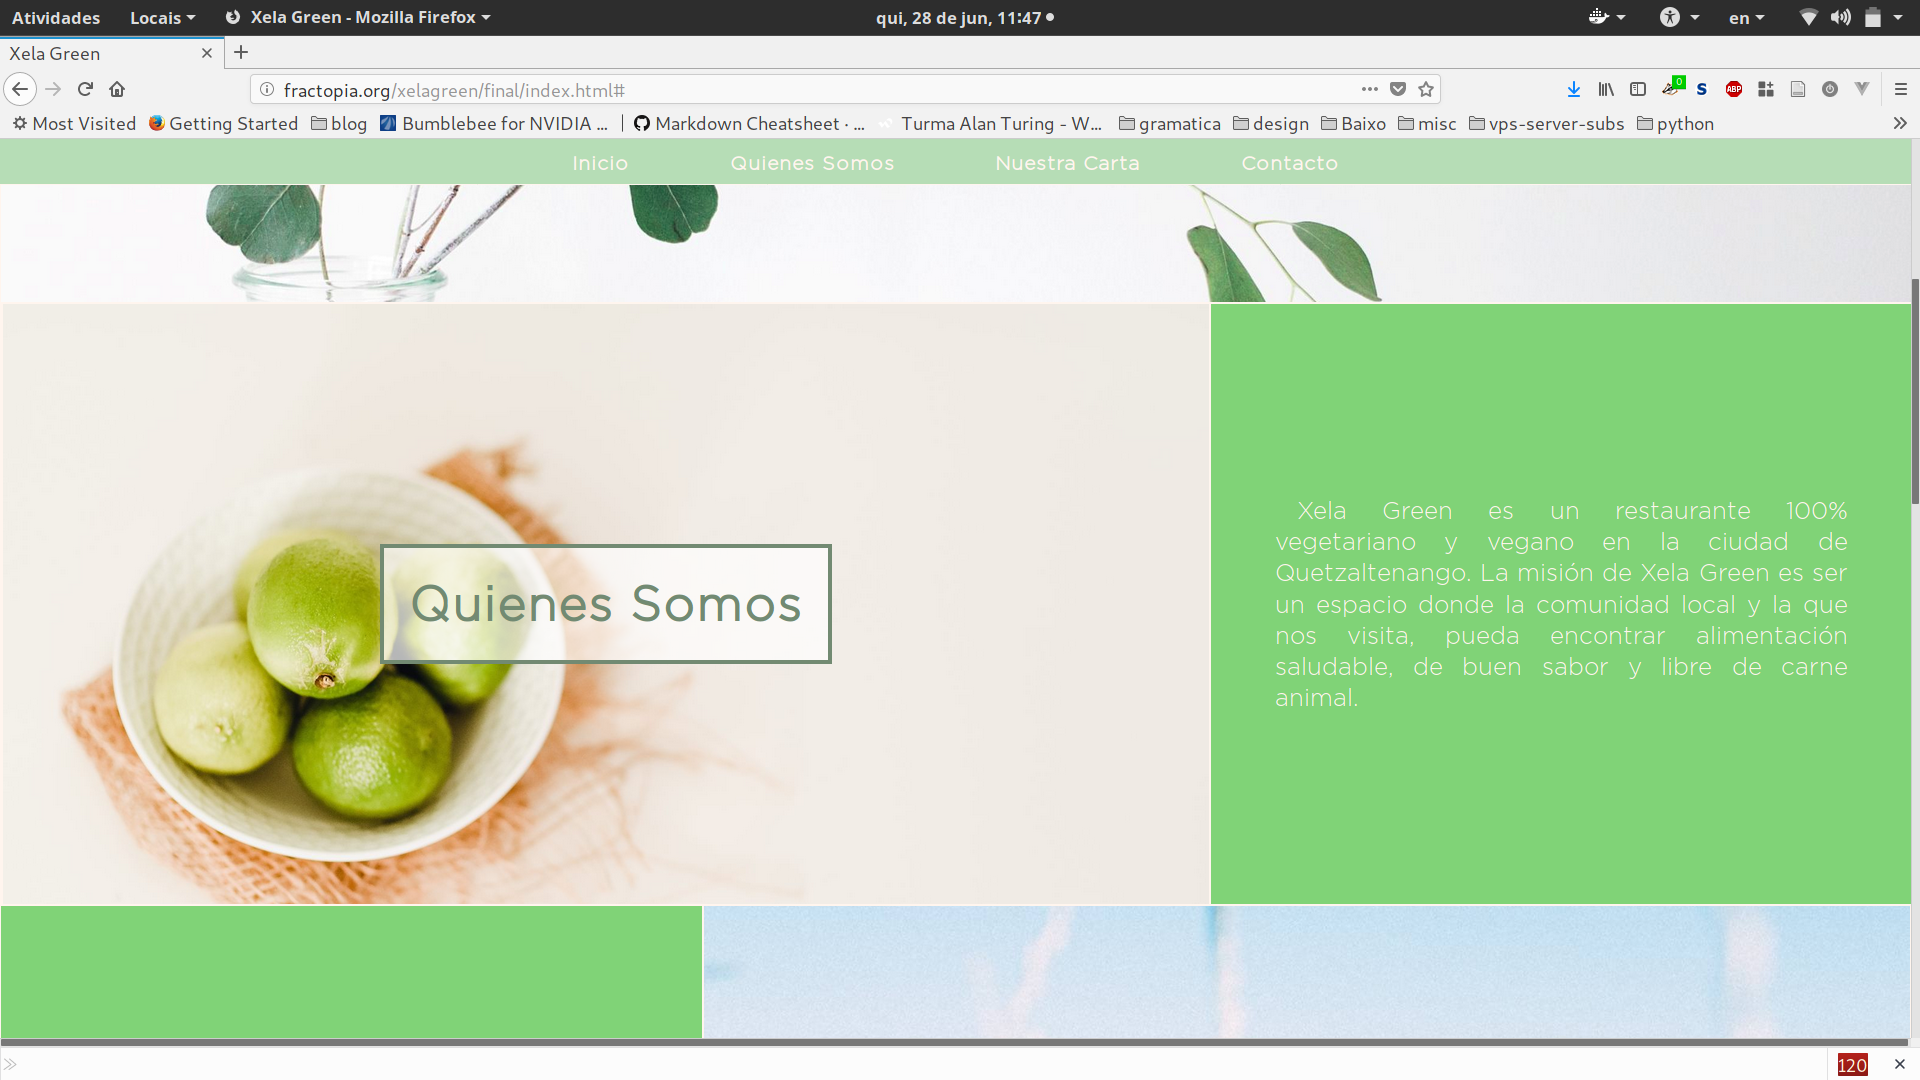 Atividades Locais Xela Green - Mozilla Firefox qui, 28 de jun, 11:47 en
Xela Green
fractopia.org/xelagreen/final/index.html#
0 S ABP
Most Visited Getting Started blog Bumblebee for NVIDIA ... Markdown Cheatsheet · ... Turma Alan Turing - W... gramatica design Baixo misc vps-server-subs python
Inicio Quienes Somos Nuestra Carta Contacto
Quienes Somos
Xela Green es un restaurante 100%
vegetariano y vegano en la ciudad de
Quetzaltenango. La misión de Xela Green es ser
un espacio donde la comunidad local y la que
nos visita, pueda encontrar alimentación
saludable, de buen sabor y libre de carne
animal.
120